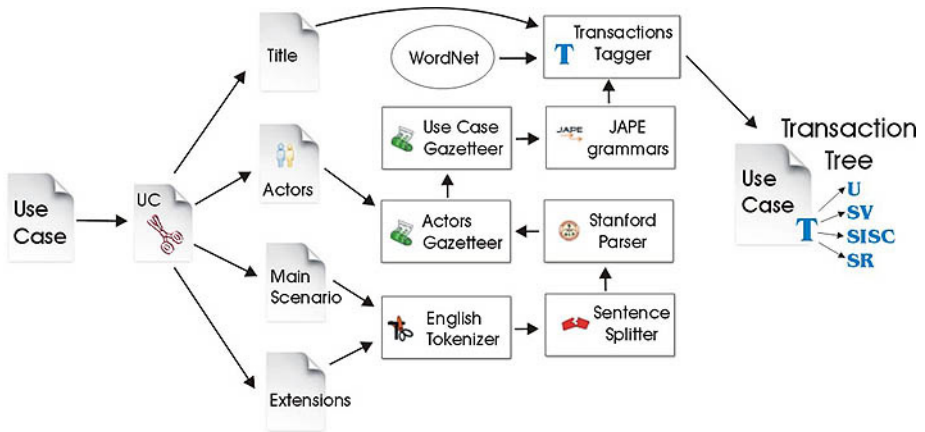 Use
Case
UC
Title
Actors
Main
Scenario
Extensions
WordNet
T
Transactions
Tagger
Use Case
Gazetteer
JAPE
JAPE
grammars
Actors
Gazetteer
Stanford
Parser
English
Tokenizer
Sentence
Splitter
Transaction
Tree
Use
Case
T
U
SV
SISC
SR